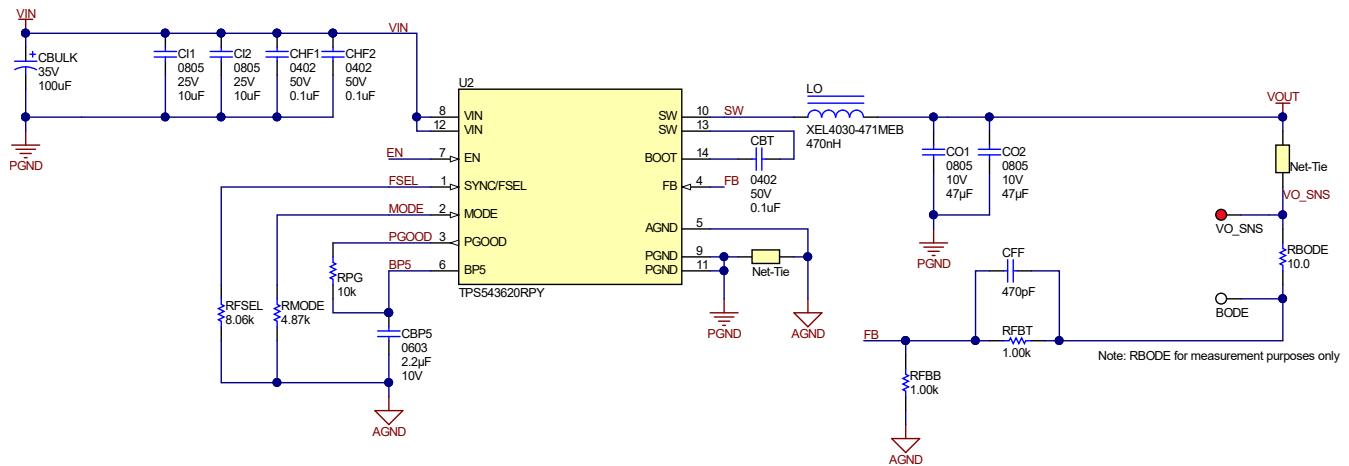 VIN
VIN
CBULK
35V
100uF
+
CI1
0805
25V
10uF
CI2
0805
25V
10uF
CHF1
0402
50V
0.1uF
CHF2
0402
50V
0.1uF
PGND
U2
8 VIN
12 VIN
EN 7 EN
FSEL 1 SYNC/FSEL
MODE 2 MODE
PGOOD 3 PGOOD
BP5 6 BP5
SW 10 SW
SW 13
BOOT 14
FB 4 FB
AGND 5
PGND 9
PGND 11
TPS543620RPY
RPG
10k
RFSEL
8.06k
RMODE
4.87k
CBP5
0603
2.2µF
10V
AGND
CBT
0402
50V
0.1uF
Net-Tie
PGND
AGND
LO
XEL4030-471MEB
470nH
CO1
0805
10V
47µF
CO2
0805
10V
47µF
PGND
VOUT
Net-Tie
VO_SNS
VO_SNS
RBODE
10.0
BODE
CFF
470pF
FB
RFBT
1.00k
Note: RBODE for measurement purposes only
RFBB
1.00k
AGND